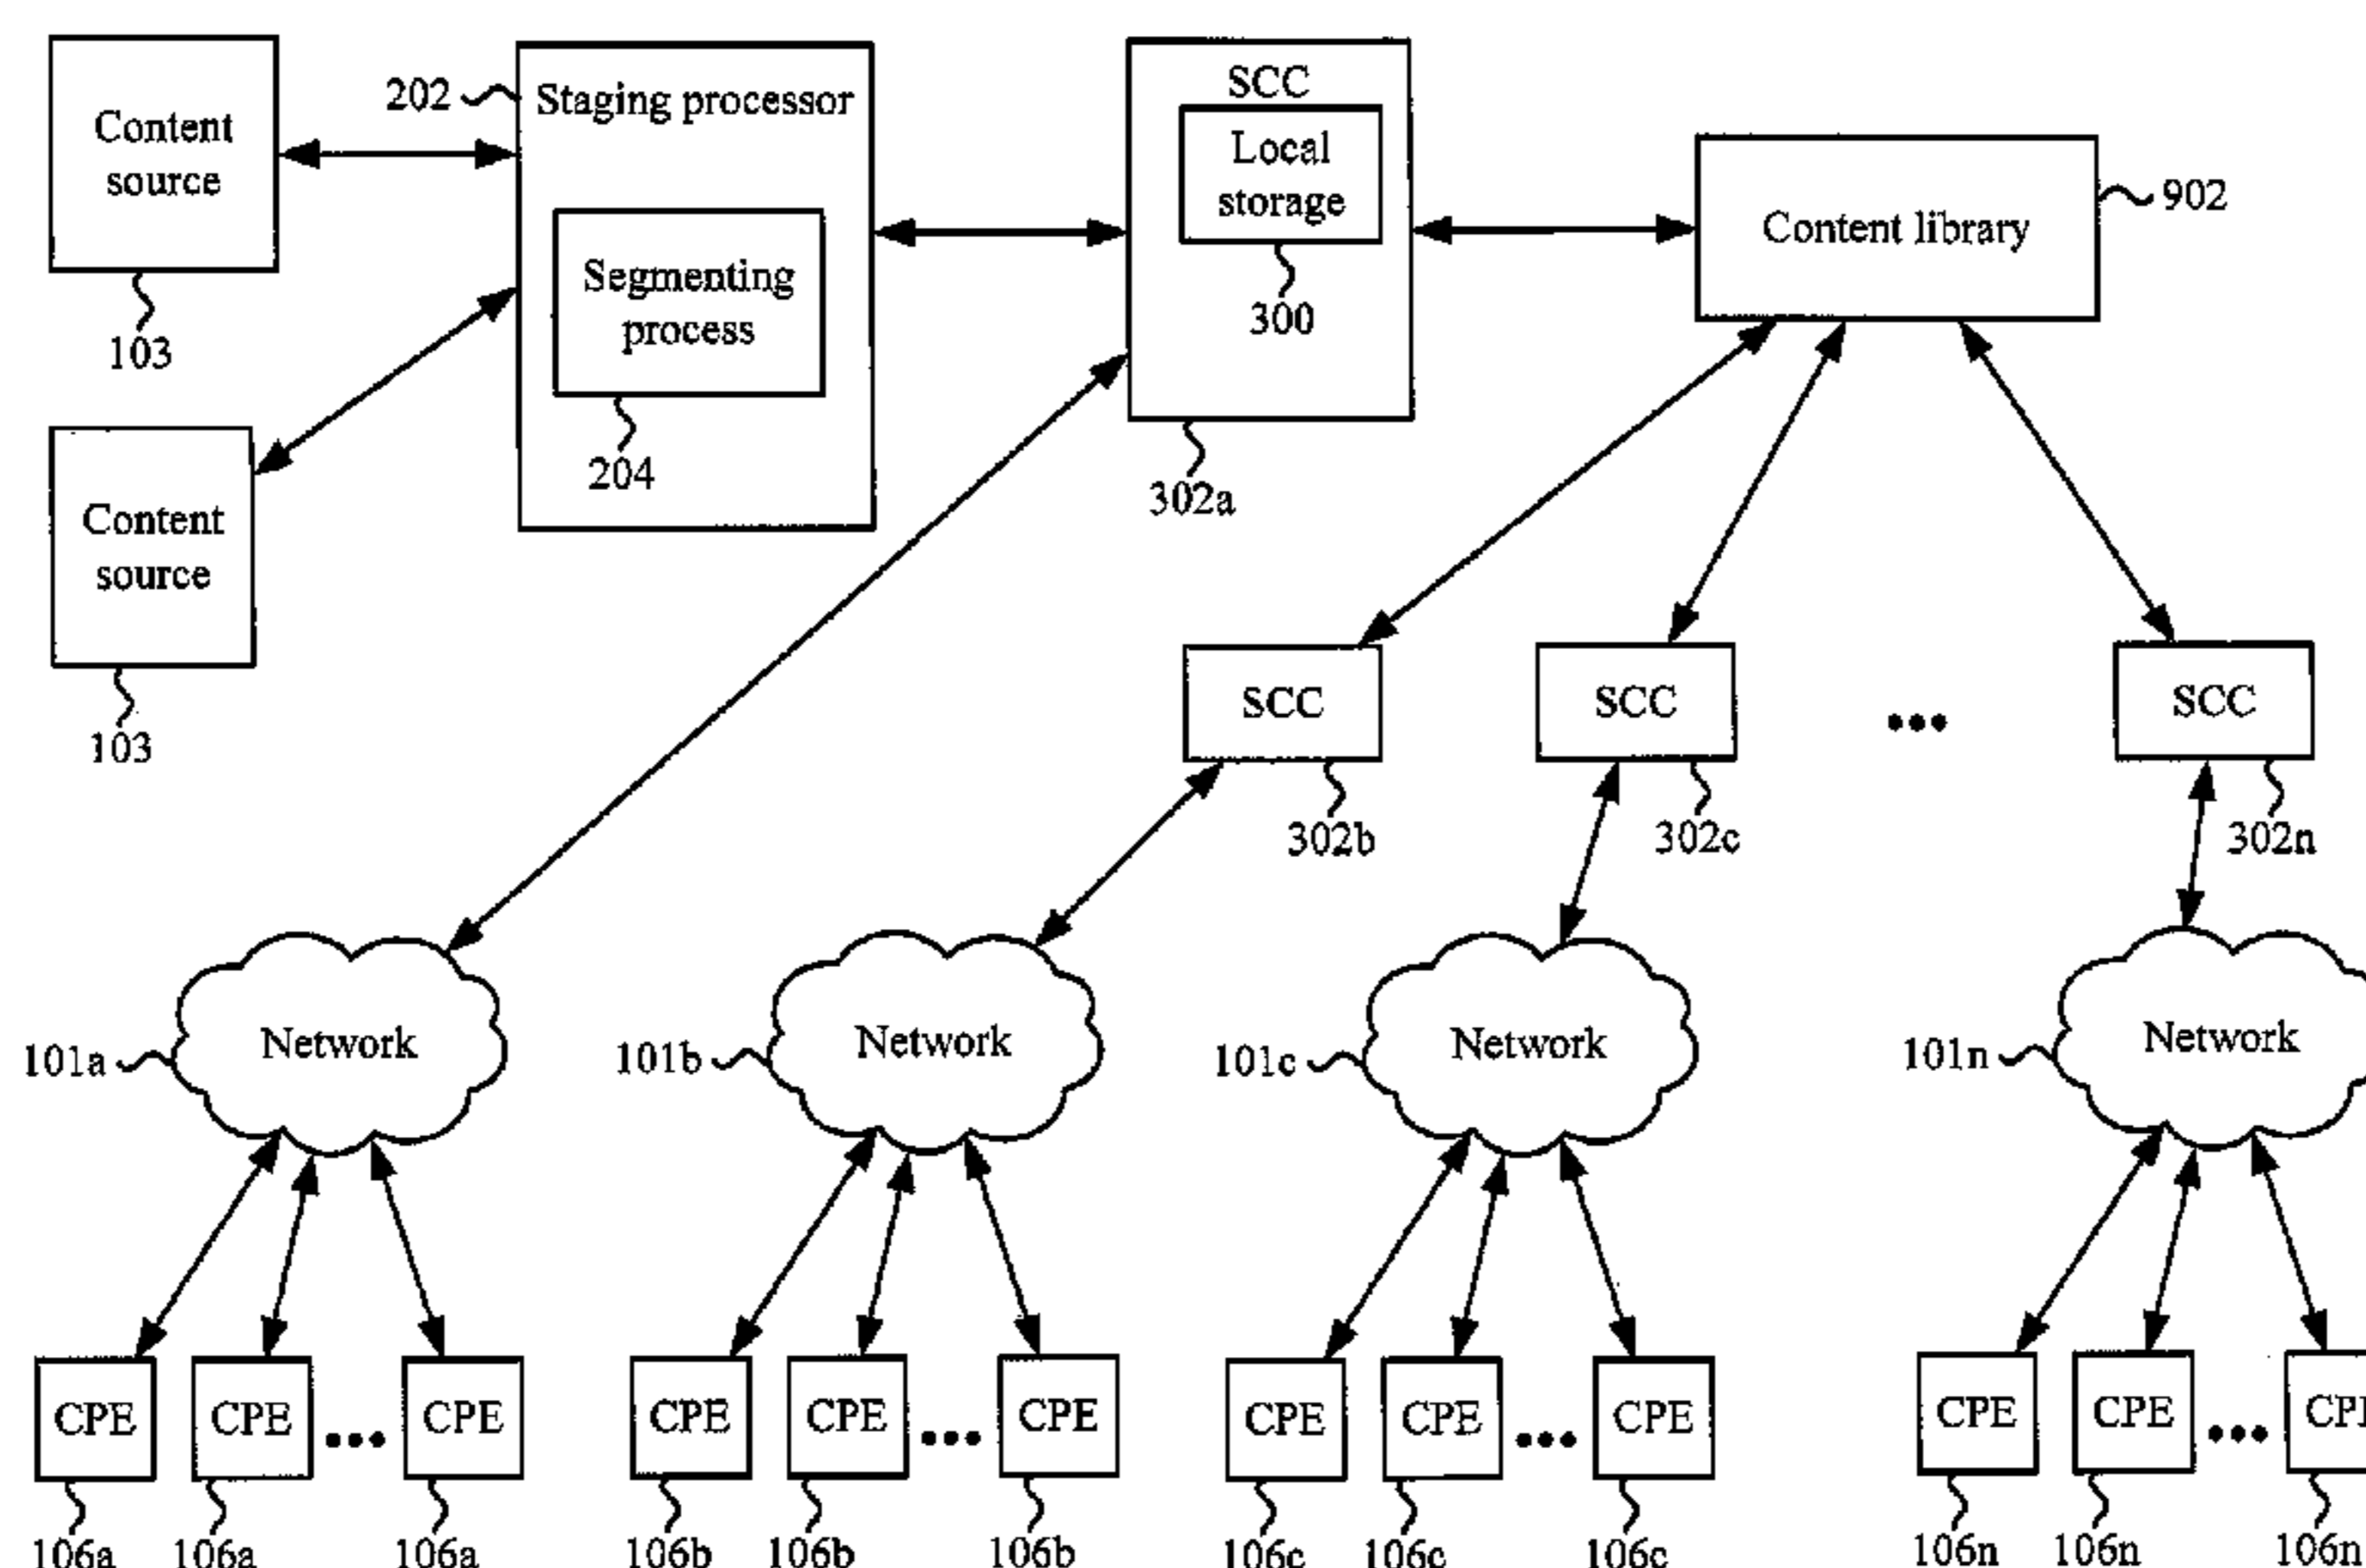 Content
source
103
202
Staging processor
Segmenting
process
204
SCC
Local
storage
300
302a
Content library
902
Content
source
103
SCC
302b
SCC
302c
...
SCC
302n
101a
Network
101b
Network
101c
Network
101n
Network
CPE
CPE
...
CPE
CPE
CPE
...
CPE
CPE
CPE
...
CPE
CPE
CPE
...
106a
106a
106a
106b
106b
106b
106c
106c
106c
106n
106n
106n